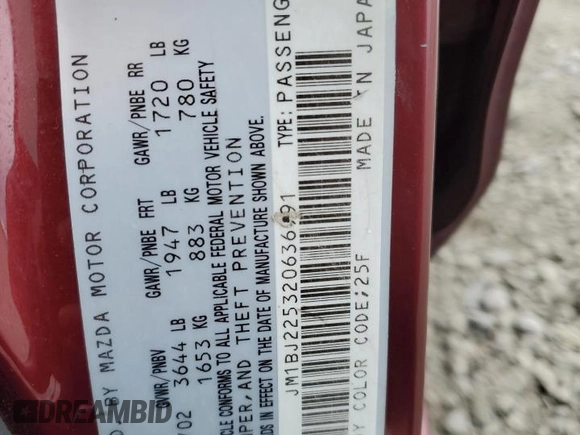 D BY MAZDA MOTOR CORPORATION
GVWR/PNBV GAWR/PNBE FRT GAWR/PNBE RR
/02 3644 LB 1947 LB 1720 LB
1653 KG 883 KG 780 KG
CLE CONFORMS TO ALL APPLICABLE FEDERAL MOTOR VEHICLE SAFETY
PER, AND THEFT PREVENTION
IN EFFECT ON THE DATE OF MANUFACTURE SHOWN ABOVE.
JM1BJ2253206 TYPE: PASSENG
Y COLOR CODE;25F MADE IN JAPA
DREAMBID